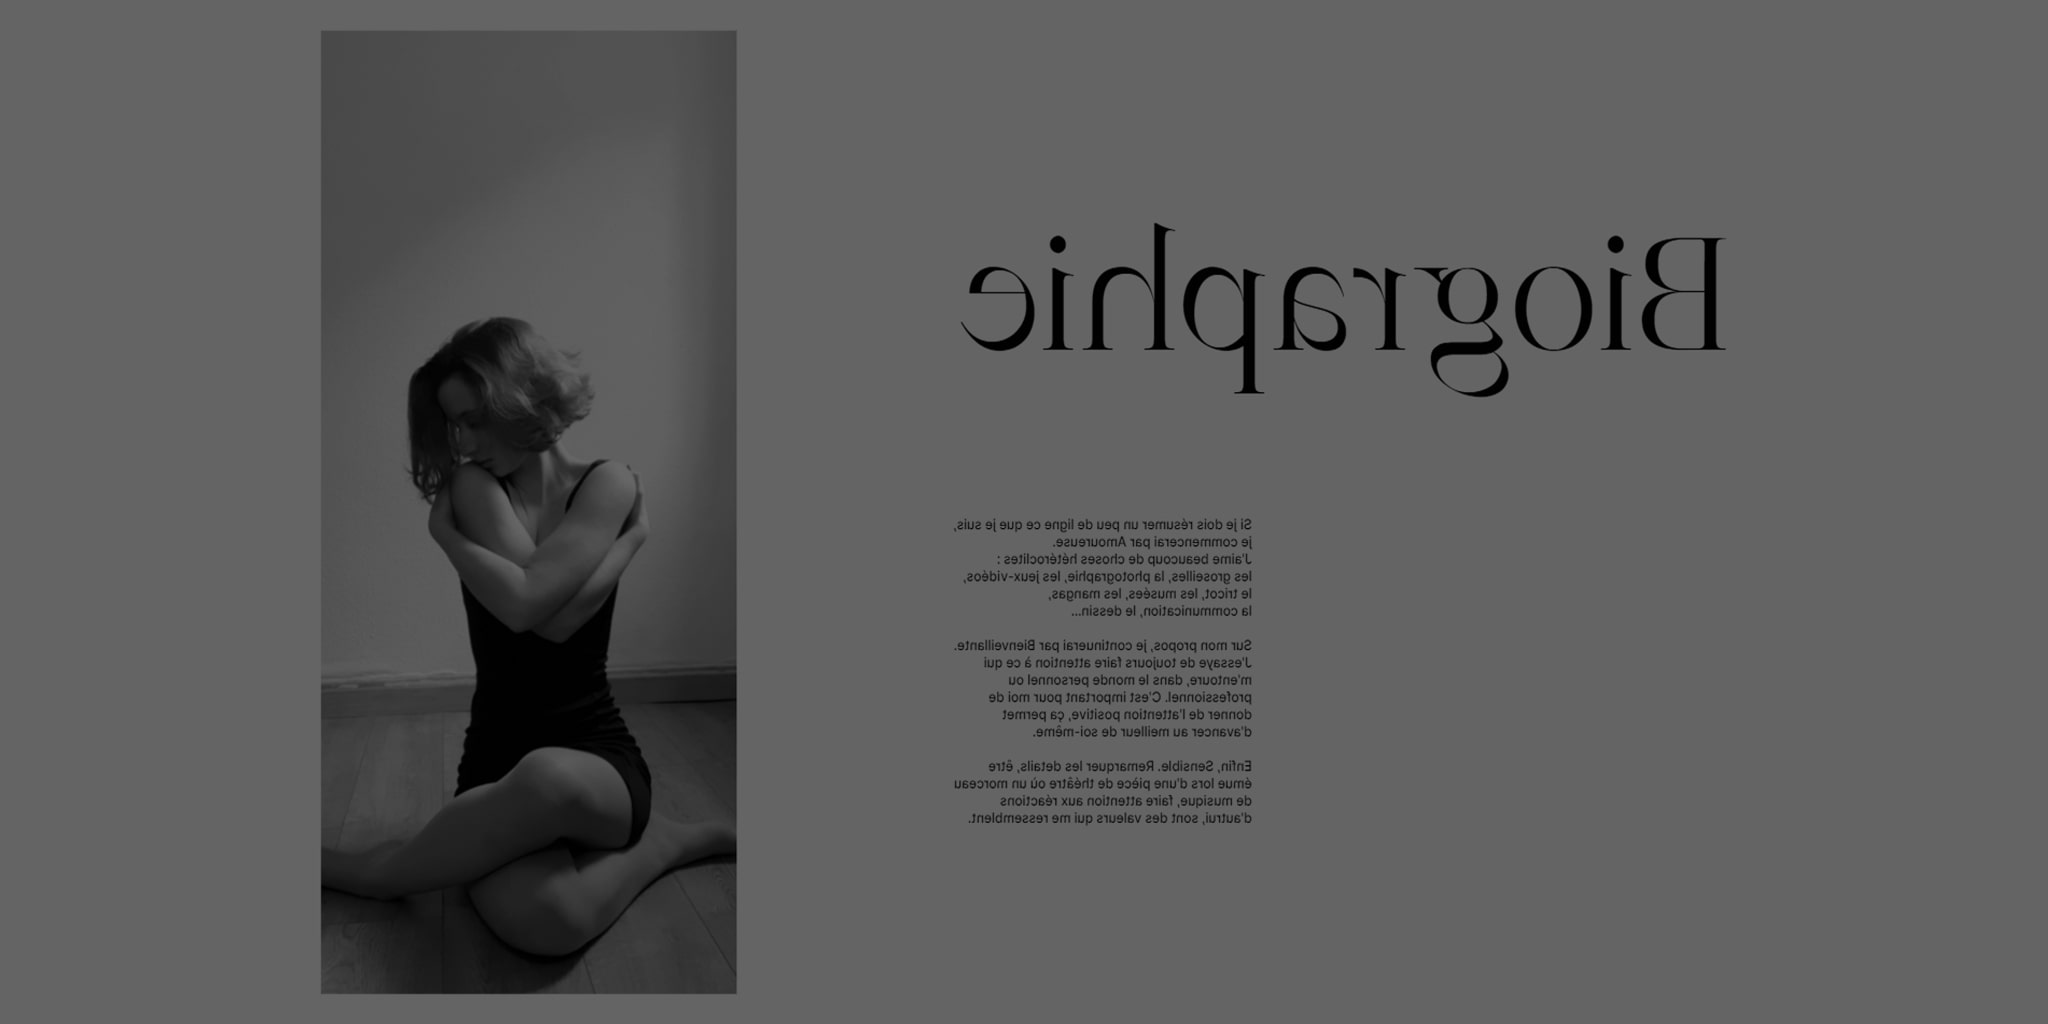 Biographie
Si je dois résumer un peu de ligne ce que je suis,
je commencerai par Amoureuse.
J'aime beaucoup de choses hétéroclites :
les groseilles, la photographie, les jeux-vidéos,
le tricot, les musées, les mangas,
la communication, le dessin...
Sur mon propos, je continuerai par Bienveillante.
J'essaye de toujours faire attention à ce qui
m'entoure, dans le monde personnel ou
professionnel. C'est important pour moi de
donner de l'attention positive, ça permet
d'avancer au meilleur de soi-même.
Enfin, Sensible. Remarquer les details, être
émue lors d'une pièce de théâtre où un morceau
de musique, faire attention aux réactions
d'autrui, sont des valeurs qui me ressemblent.